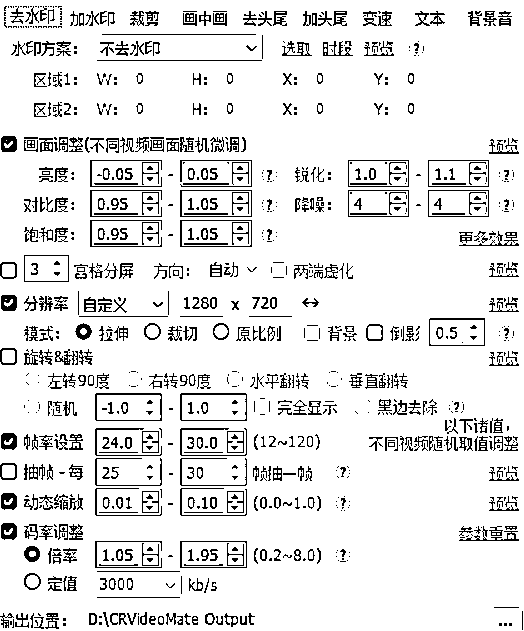 去水印 加水印 裁剪 画中画 去头尾 加头尾 变速 文本 背景音
水印方案： 不去水印 选取 时段 预览 (?)
区域1： W： 0 H： 0 X： 0 Y： 0
区域2： W： 0 H： 0 X： 0 Y： 0
画面调整(不同视频画面随机微调) 预览
亮度： -0.05 - 0.05 (?) 锐化： 1.0 - 1.1 (?)
对比度： 0.95 - 1.05 (?) 降噪： 4 - 4 (?)
饱和度： 0.95 - 1.05 (?) 更多效果
3 宫格分屏 方向： 自动 两端虚化 预览
分辨率 自定义 1280 x 720 ↔ 预览
模式： 拉伸 裁切 原比例 背景 倒影 0.5 (?)
旋转&翻转 预览
左转90度 右转90度 水平翻转 垂直翻转
随机 -1.0 - 1.0 完全显示 黑边去除 (?)
以下诸值，
帧率设置 24.0 - 30.0 (12~120) 不同视频随机取值调整
抽帧 - 每 25 - 30 帧抽一帧 (?) 预览
动态缩放 0.01 - 0.10 (0.0~1.0) (?) 预览
码率调整 参数重置
倍率 1.05 - 1.95 (0.2~8.0) (?)
定值 3000 kb/s
输出位置： D:\CRVideoMate Output ...